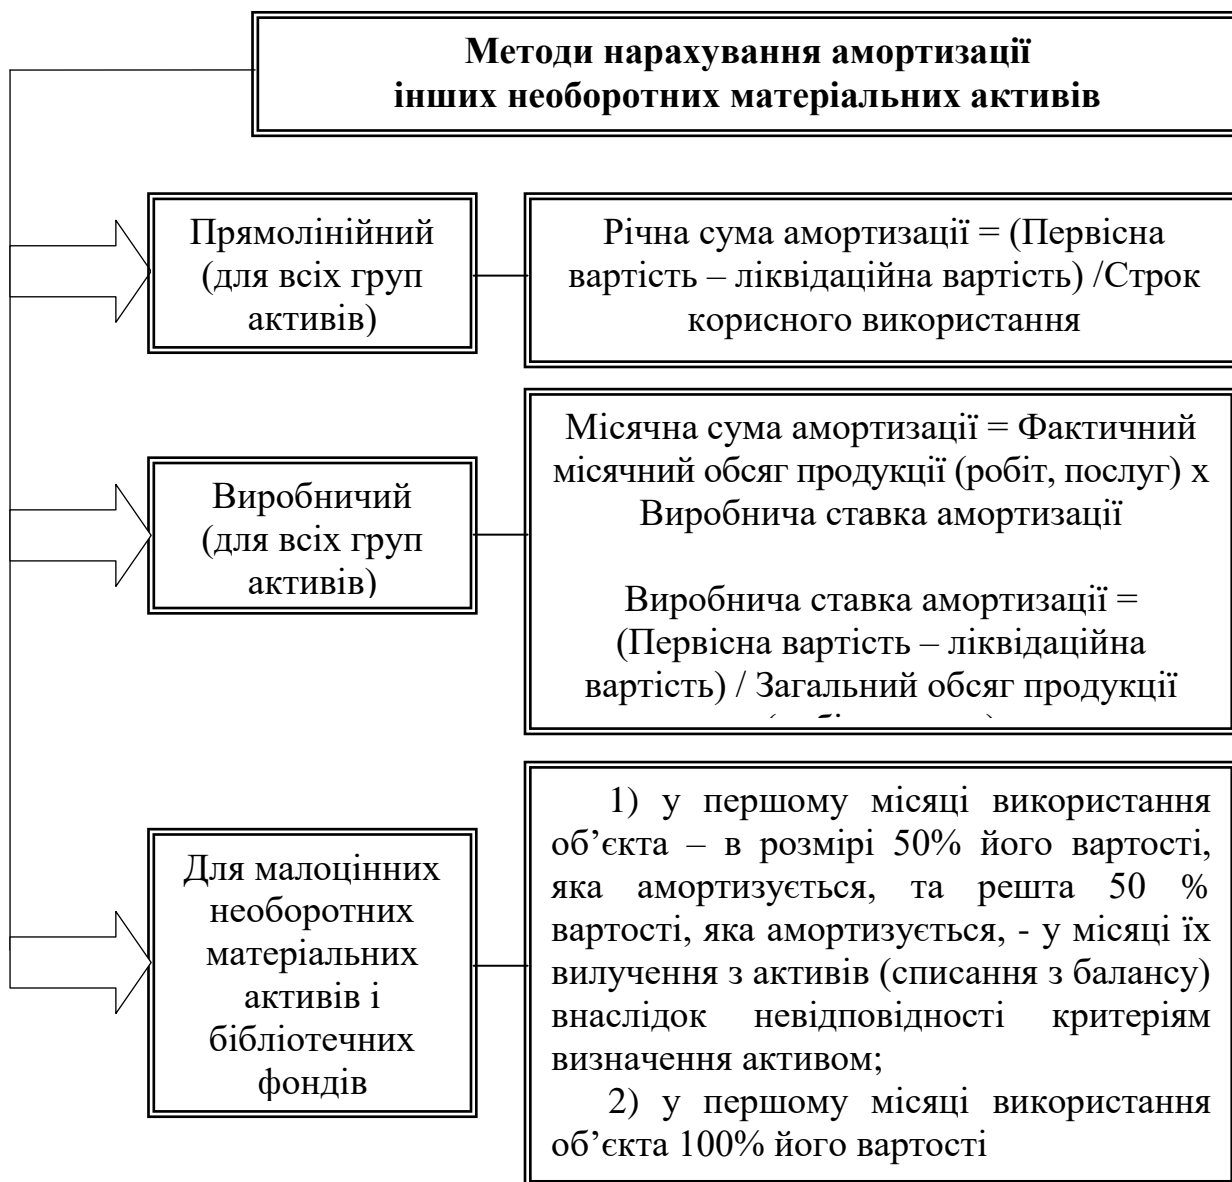 Методи нарахування амортизації
інших необоротних матеріальних активів
Прямолінійний
(для всіх груп
активів)
Річна сума амортизації = (Первісна
вартість – ліквідаційна вартість) /Строк
корисного використання
Виробничий
(для всіх груп
активів)
Місячна сума амортизації = Фактичний
місячний обсяг продукції (робіт, послуг) х
Виробнича ставка амортизації
Виробнича ставка амортизації =
(Первісна вартість – ліквідаційна
вартість) / Загальний обсяг продукції
Для малоцінних
необоротних
матеріальних
активів і
бібліотечних
фондів
1) у першому місяці використання
об’єкта – в розмірі 50% його вартості,
яка амортизується, та решта 50 %
вартості, яка амортизується, - у місяці їх
вилучення з активів (списання з балансу)
внаслідок невідповідності критеріям
визначення активом;
2) у першому місяці використання
об’єкта 100% його вартості